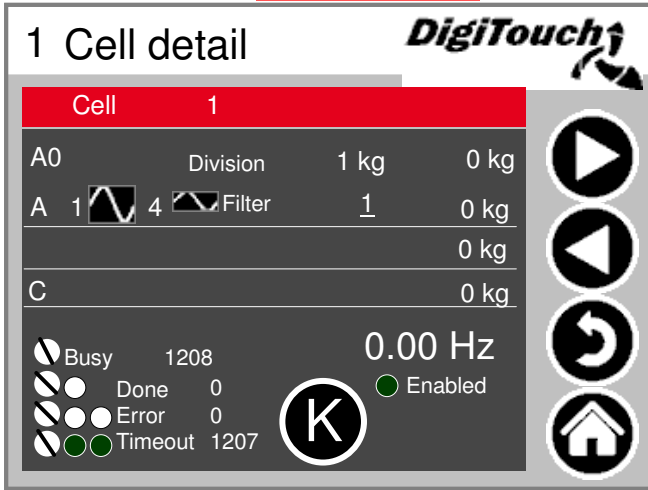 1 Cell detail
DigiTouch
Cell 1
A0 Division 1 kg 0 kg
A 1 4 Filter 1 0 kg
0 kg
C 0 kg
0.00 Hz
Busy 1208
Enabled
Done 0
Error 0
Timeout 1207
K